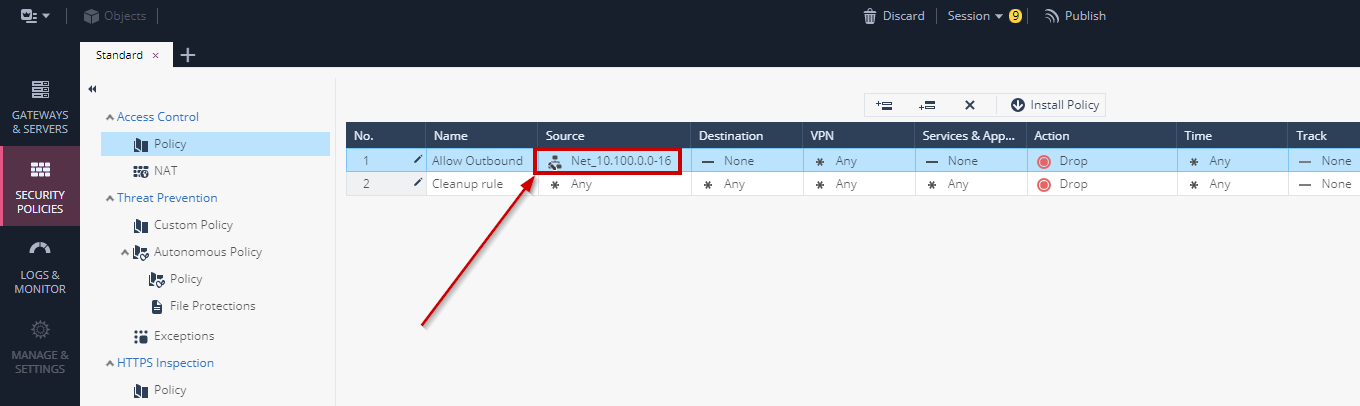 Objects
Discard
Session
9
Publish
Standard ×
GATEWAYS
& SERVERS
SECURITY
POLICIES
LOGS &
MONITOR
MANAGE &
SETTINGS
Access Control
Policy
NAT
Threat Prevention
Custom Policy
Autonomous Policy
Policy
File Protections
Exceptions
HTTPS Inspection
Policy
Install Policy
No. Name Source Destination VPN Services & App... Action Time Track
1 Allow Outbound Net_10.100.0.0-16 None Any None Drop Any None
2 Cleanup rule Any Any Any Any Drop Any None